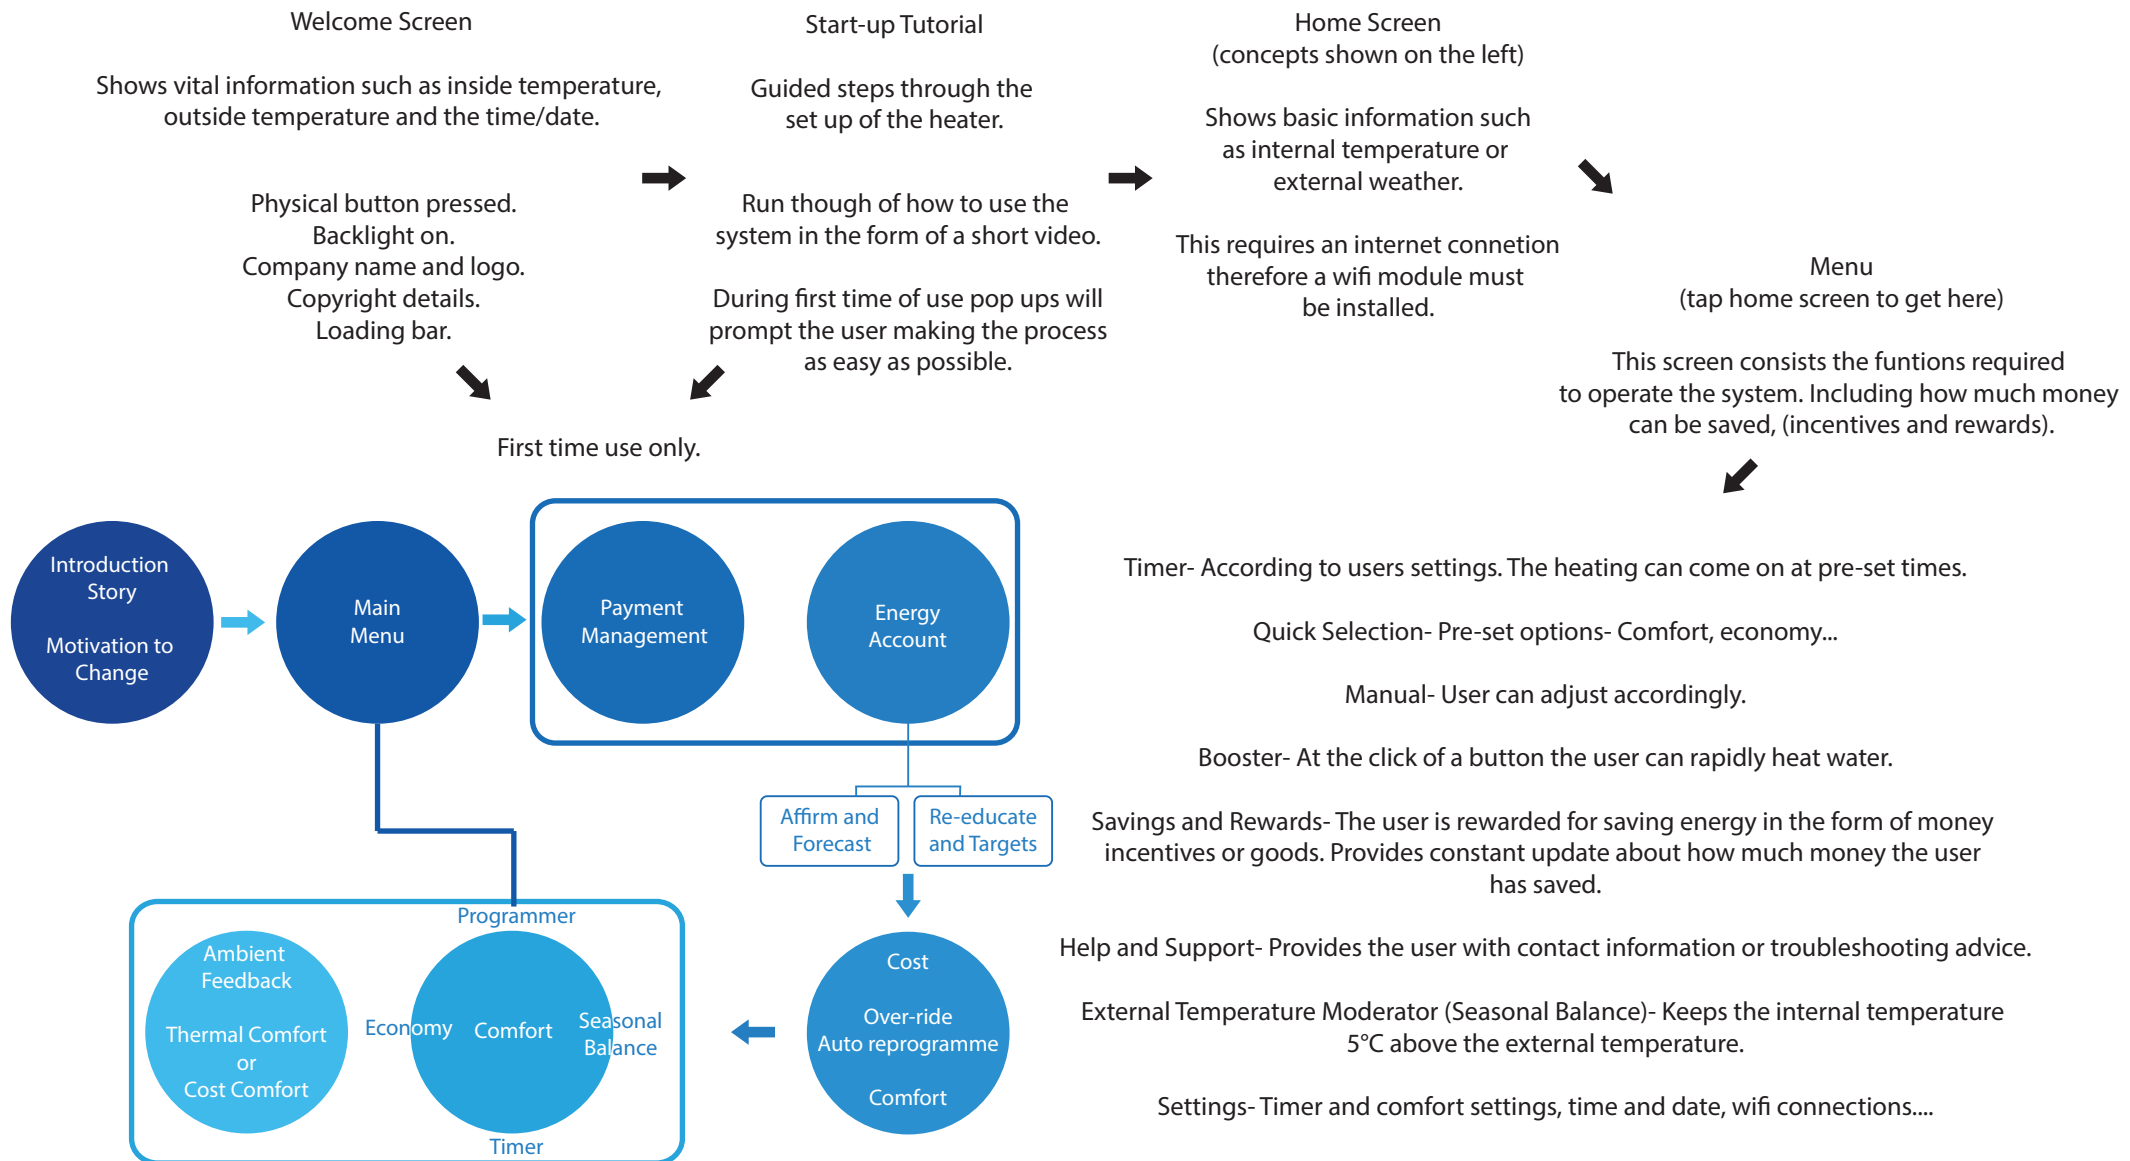 Welcome Screen
Shows vital information such as inside temperature,
outside temperature and the time/date.
Physical button pressed.
Backlight on.
Company name and logo.
Copyright details.
Loading bar.
Start-up Tutorial
Guided steps through the
set up of the heater.
Run though of how to use the
system in the form of a short video.
During first time of use pop ups will
prompt the user making the process
as easy as possible.
First time use only.
Home Screen
(concepts shown on the left)
Shows basic information such
as internal temperature or
external weather.
This requires an internet connetion
therefore a wifi module must
be installed.
Menu
(tap home screen to get here)
This screen consists the funtions required
to operate the system. Including how much money
can be saved, (incentives and rewards).
Timer- According to users settings. The heating can come on at pre-set times.
Quick Selection- Pre-set options- Comfort, economy...
Manual- User can adjust accordingly.
Booster- At the click of a button the user can rapidly heat water.
Savings and Rewards- The user is rewarded for saving energy in the form of money
incentives or goods. Provides constant update about how much money the user
has saved.
Help and Support- Provides the user with contact information or troubleshooting advice.
External Temperature Moderator (Seasonal Balance)- Keeps the internal temperature
5°C above the external temperature.
Settings- Timer and comfort settings, time and date, wifi connections....
Introduction
Story
Motivation to
Change
Main
Menu
Payment
Management
Energy
Account
Affirm and
Forecast
Re-educate
and Targets
Cost
Over-ride
Auto reprogramme
Comfort
Programmer
Economy
Comfort
Seasonal
Balance
Timer
Ambient
Feedback
Thermal Comfort
or
Cost Comfort